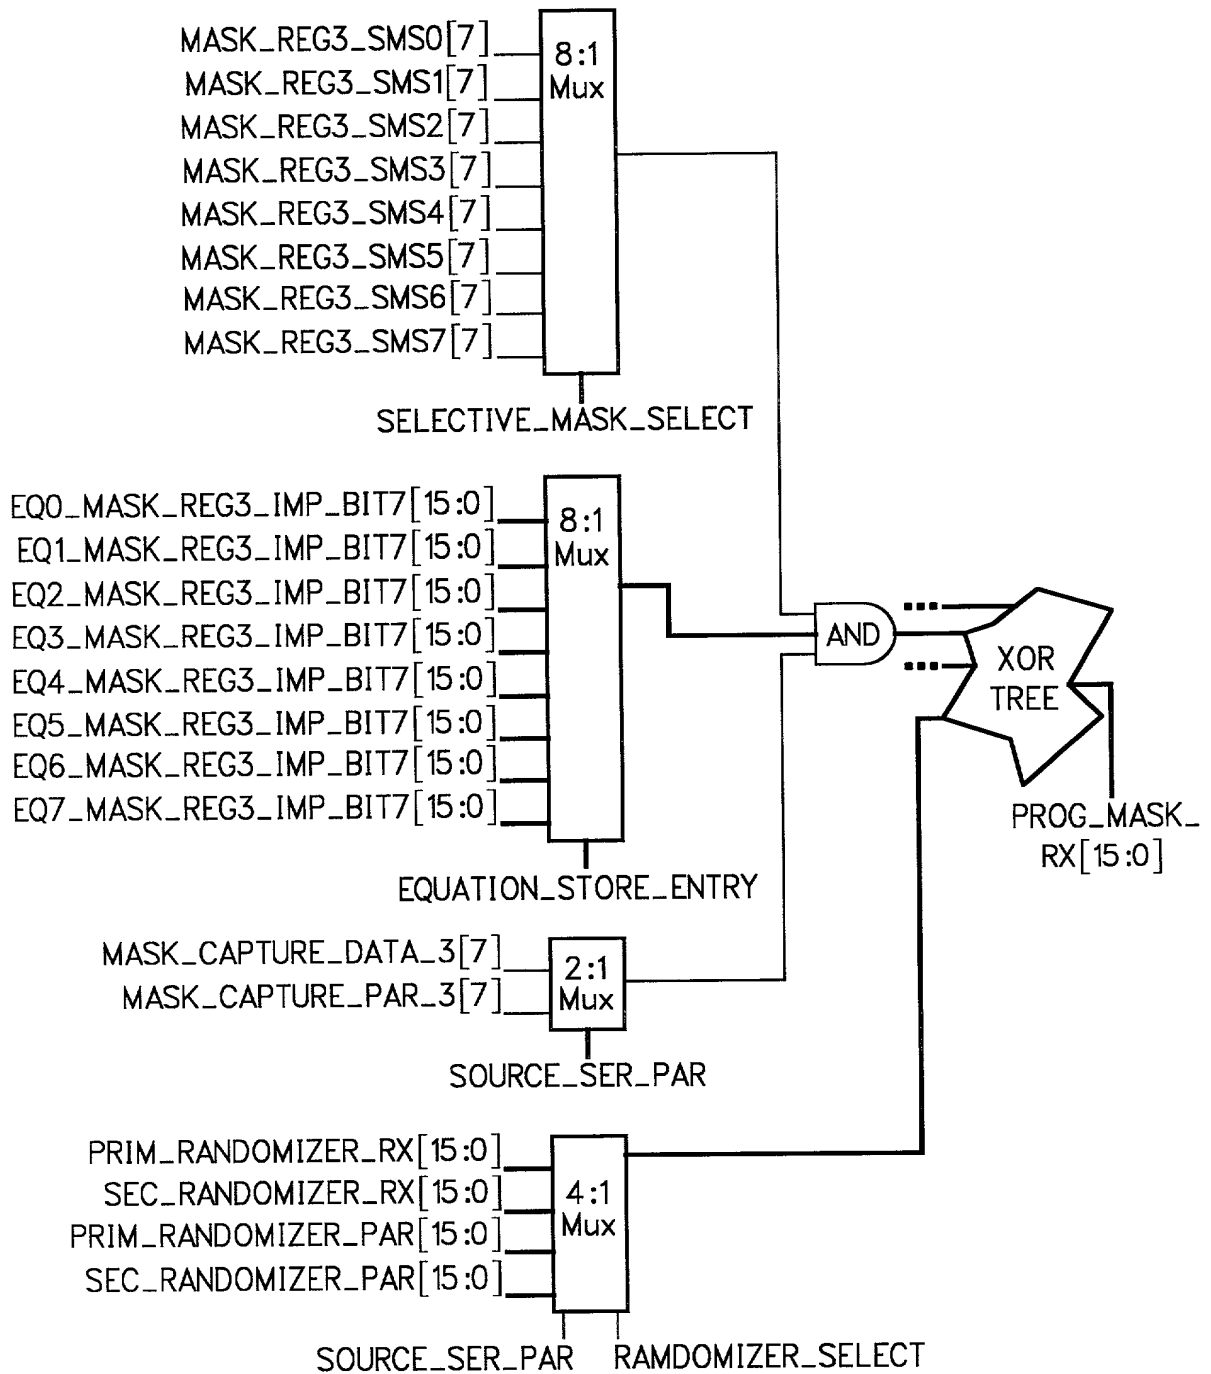 MASK_REG3_SMS0[7]
MASK_REG3_SMS1[7]
MASK_REG3_SMS2[7]
MASK_REG3_SMS3[7]
MASK_REG3_SMS4[7]
MASK_REG3_SMS5[7]
MASK_REG3_SMS6[7]
MASK_REG3_SMS7[7]
8:1
Mux
SELECTIVE_MASK_SELECT
EQ0_MASK_REG3_IMP_BIT7[15:0]
EQ1_MASK_REG3_IMP_BIT7[15:0]
EQ2_MASK_REG3_IMP_BIT7[15:0]
EQ3_MASK_REG3_IMP_BIT7[15:0]
EQ4_MASK_REG3_IMP_BIT7[15:0]
EQ5_MASK_REG3_IMP_BIT7[15:0]
EQ6_MASK_REG3_IMP_BIT7[15:0]
EQ7_MASK_REG3_IMP_BIT7[15:0]
8:1
Mux
EQUATION_STORE_ENTRY
AND
XOR
TREE
PROG_MASK_
RX[15:0]
MASK_CAPTURE_DATA_3[7]
MASK_CAPTURE_PAR_3[7]
2:1
Mux
SOURCE_SER_PAR
PRIM_RANDOMIZER_RX[15:0]
SEC_RANDOMIZER_RX[15:0]
PRIM_RANDOMIZER_PAR[15:0]
SEC_RANDOMIZER_PAR[15:0]
4:1
Mux
SOURCE_SER_PAR
RAMDOMIZER_SELECT